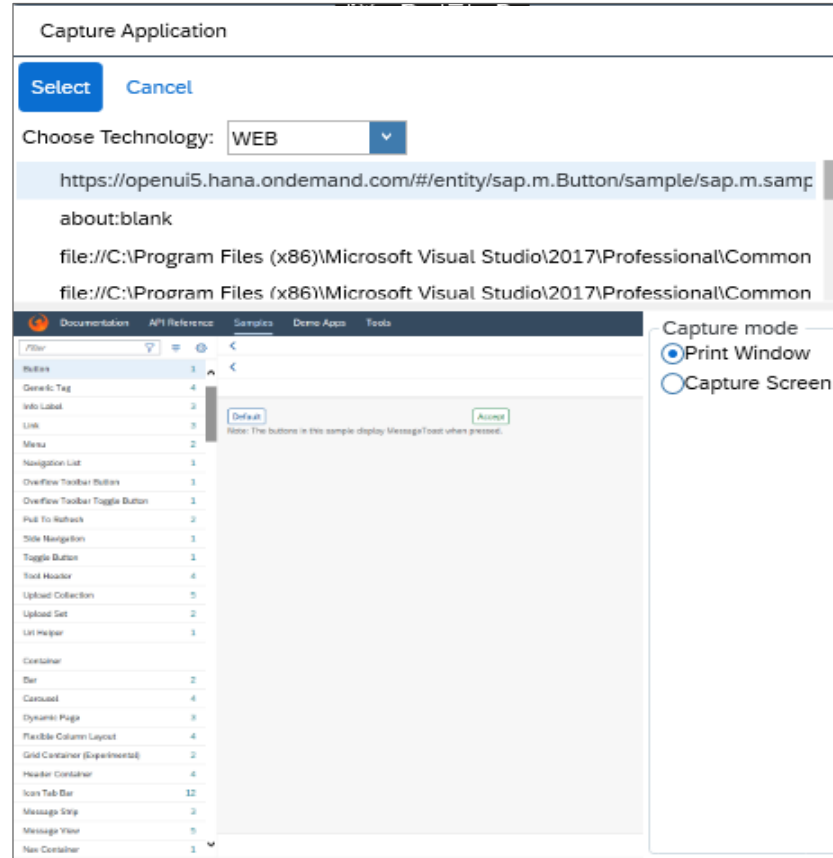 Capture Application
Select Cancel
Choose Technology: WEB
https://openui5.hana.ondemand.com/#/entity/sap.m.Button/sample/sap.m.samp
about:blank
file://C:\Program Files (x86)\Microsoft Visual Studio\2017\Professional\Common
file://C:\Program Files (x86)\Microsoft Visual Studio\2017\Professional\Common
Documentation API Reference Samples Demo Apps Tools
Filter
Button 1
Generic Tag 4
Info Label 3
Link 3
Menu 2
Navigation List 1
Overflow Toolbar Button 1
Overflow Toolbar Toggle Button 1
Pull To Refresh 2
Side Navigation 1
Toggle Button 1
Tool Header 4
Upload Collection 5
Upload Set 2
Url Helper 1
Container
Bar 2
Carousel 4
Dynamic Page 3
Flexible Column Layout 4
Grid Container (Experimental) 2
Header Container 4
Icon Tab Bar 12
Message Strip 3
Message View 5
Nav Container 1
Default Accept
Note: The buttons in this sample display MessageToast when pressed.
Capture mode
Print Window
Capture Screen